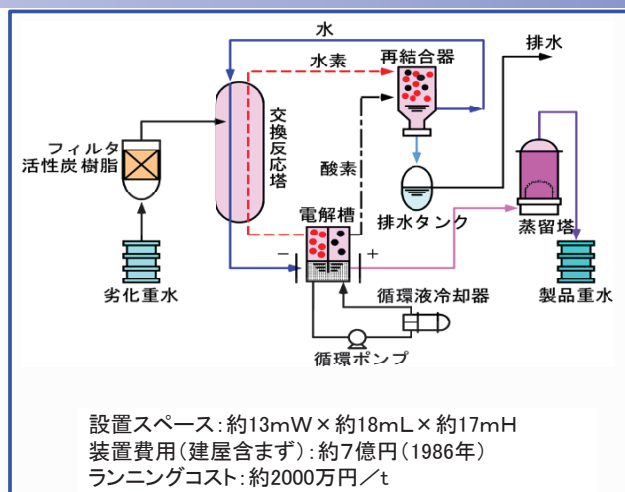 水
水素
再結合器
排水
フィルタ
活性炭樹脂
交換反応塔
酸素
電解槽
排水タンク
蒸留塔
－
＋
劣化重水
循環液冷却器
製品重水
循環ポンプ
設置スペース:約13mW×約18mL×約17mH
装置費用(建屋含まず):約7億円(1986年)
ランニングコスト:約2000万円／t